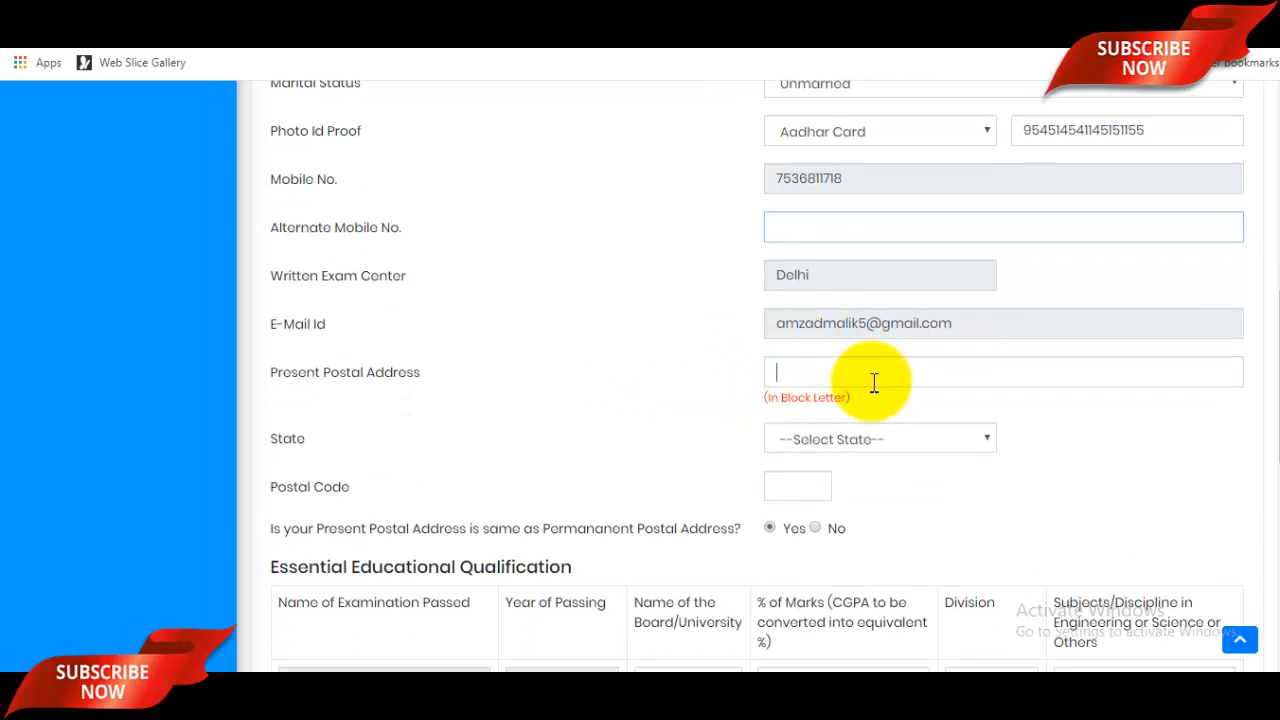 SUBSCRIBE
NOW
Apps
Web Slice Gallery
bookmarks
Marital Status
Unmarried
Photo Id Proof
Aadhar Card
954514541145151155
Mobile No.
7536811718
Alternate Mobile No.
Written Exam Center
Delhi
E-Mail Id
amzadmalik5@gmail.com
Present Postal Address
(In Block Letter)
State
--Select State--
Postal Code
Is your Present Postal Address is same as Permananent Postal Address?
Yes
No
Essential Educational Qualification
Name of Examination Passed
Year of Passing
Name of the
Board/University
% of Marks (CGPA to be
converted into equivalent
%)
Division
Subjects/Discipline in
Engineering or Science or
Others
Activate Windows
Go to Settings to activate Windows.
SUBSCRIBE
NOW